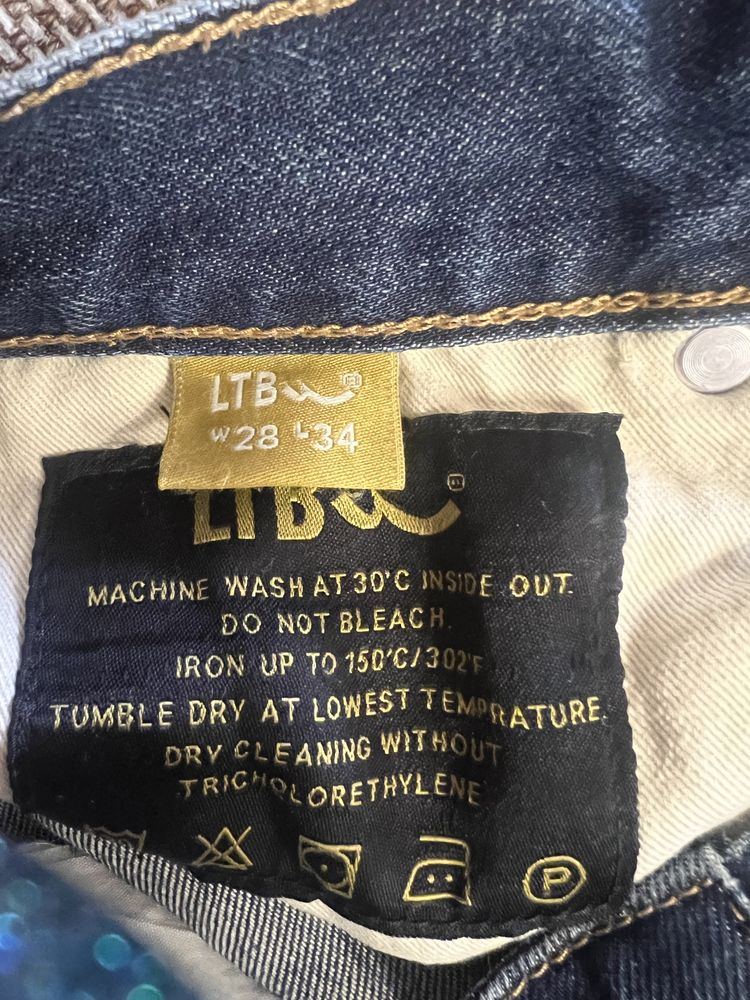 LTB
W28 L34
LTB
MACHINE WASH AT 30°C INSIDE OUT.
DO NOT BLEACH.
IRON UP TO 150°C/302°F
TUMBLE DRY AT LOWEST TEMPRATURE.
DRY CLEANING WITHOUT
TRICHOLORETHYLENE
P